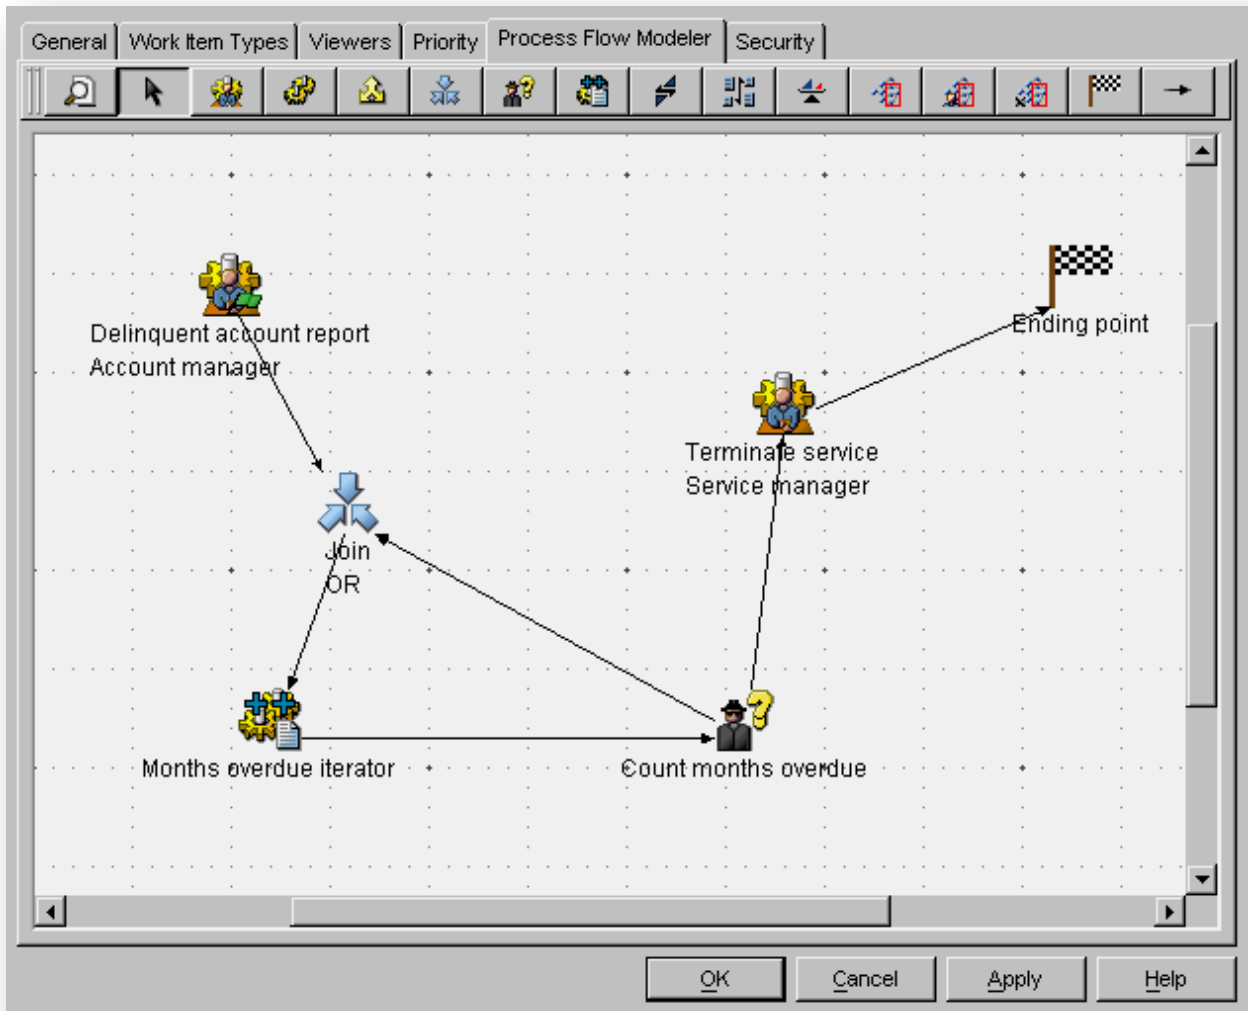 General
Work Item Types
Viewers
Priority
Process Flow Modeler
Security
Delinquent account report
Account manager
Ending point
Terminate service
Service manager
Join
OR
Months overdue iterator
Count months overdue
OK
Cancel
Apply
Help